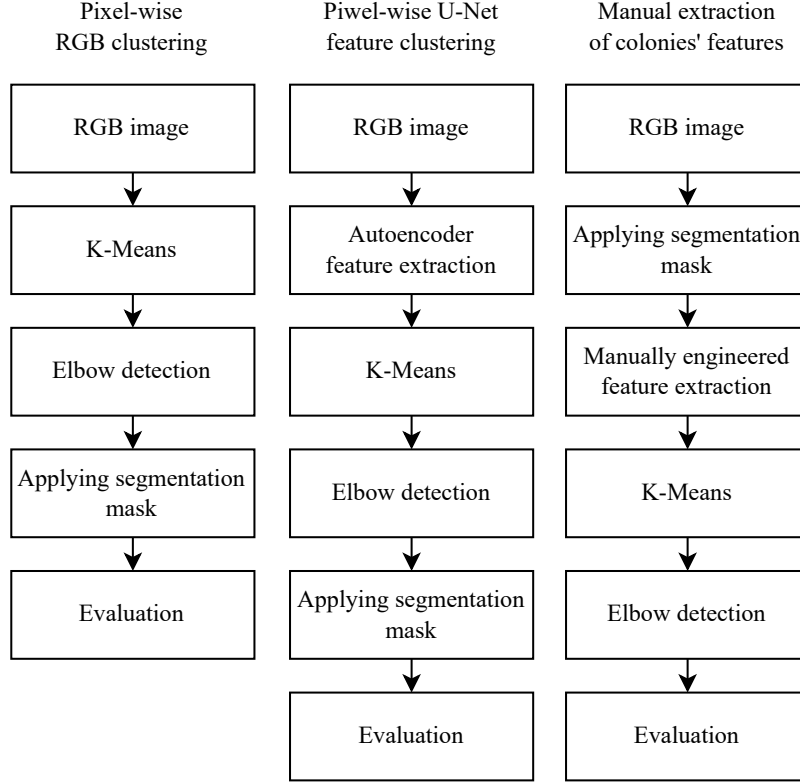 Pixel-wise
RGB clustering
RGB image
K-Means
Elbow detection
Applying segmentation
mask
Evaluation
Piwel-wise U-Net
feature clustering
RGB image
Autoencoder
feature extraction
K-Means
Elbow detection
Applying segmentation
mask
Evaluation
Manual extraction
of colonies' features
RGB image
Applying segmentation
mask
Manually engineered
feature extraction
K-Means
Elbow detection
Evaluation